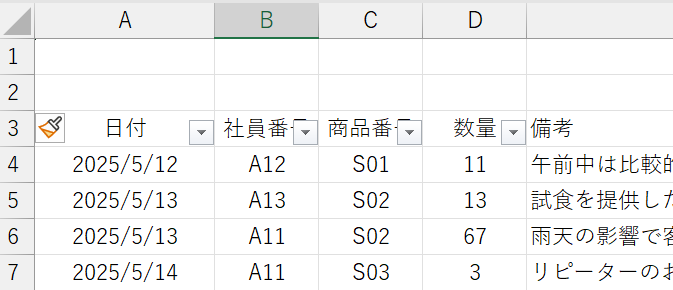 A B C D
1
2
3 日付 社員番号 商品番号 数量 備考
4 2025/5/12 A12 S01 11 午前中は比較的
5 2025/5/13 A13 S02 13 試食を提供した
6 2025/5/13 A11 S02 67 雨天の影響で客
7 2025/5/14 A11 S03 3 リピーターのお